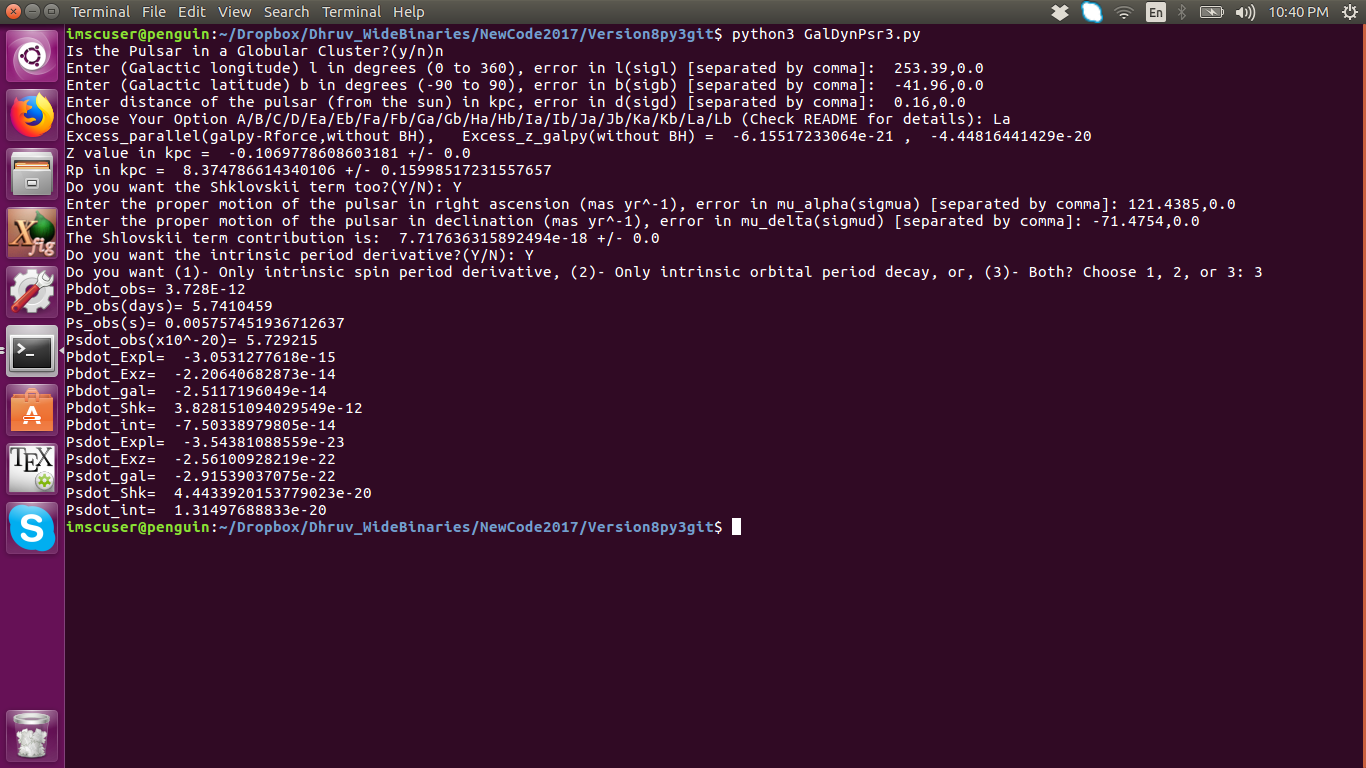 Terminal File Edit View Search Terminal Help En 10:40 PM
imscuser@penguin:~/Dropbox/Dhruv_WideBinaries/NewCode2017/Version8py3git$ python3 GalDynPsr3.py
Is the Pulsar in a Globular Cluster?(y/n)n
Enter (Galactic longitude) l in degrees (0 to 360), error in l(sigl) [separated by comma]:  253.39,0.0
Enter (Galactic latitude) b in degrees (-90 to 90), error in b(sigb) [separated by comma]:  -41.96,0.0
Enter distance of the pulsar (from the sun) in kpc, error in d(sigd) [separated by comma]:  0.16,0.0
Choose Your Option A/B/C/D/Ea/Eb/Fa/Fb/Ga/Gb/Ha/Hb/Ia/Ib/Ja/Jb/Ka/Kb/La/Lb (Check README for details): La
Excess_parallel(galpy-Rforce,without BH),   Excess_z_galpy(without BH) =  -6.15517233064e-21 ,  -4.44816441429e-20
Z value in kpc =  -0.1069778608603181 +/- 0.0
Rp in kpc =  8.374786614340106 +/- 0.15998517231557657
Do you want the Shklovskii term too?(Y/N): Y
Enter the proper motion of the pulsar in right ascension (mas yr^-1), error in mu_alpha(sigmua) [separated by comma]: 121.4385,0.0
Enter the proper motion of the pulsar in declination (mas yr^-1), error in mu_delta(sigmud) [separated by comma]: -71.4754,0.0
The Shlovskii term contribution is:  7.717636315892494e-18 +/- 0.0
Do you want the intrinsic period derivative?(Y/N): Y
Do you want (1)- Only intrinsic spin period derivative, (2)- Only intrinsic orbital period decay, or, (3)- Both? Choose 1, 2, or 3: 3
Pbdot_obs= 3.728E-12
Pb_obs(days)= 5.7410459
Ps_obs(s)= 0.005757451936712637
Psdot_obs(x10^-20)= 5.729215
Pbdot_Expl=  -3.0531277618e-15
Pbdot_Exz=  -2.20640682873e-14
Pbdot_gal=  -2.5117196049e-14
Pbdot_Shk=  3.828151094029549e-12
Pbdot_int=  -7.50338979805e-14
Psdot_Expl=  -3.54381088559e-23
Psdot_Exz=  -2.56100928219e-22
Psdot_gal=  -2.91539037075e-22
Psdot_Shk=  4.4433920153779023e-20
Psdot_int=  1.31497688833e-20
imscuser@penguin:~/Dropbox/Dhruv_WideBinaries/NewCode2017/Version8py3git$
X
fig
>_
A
TEX
S